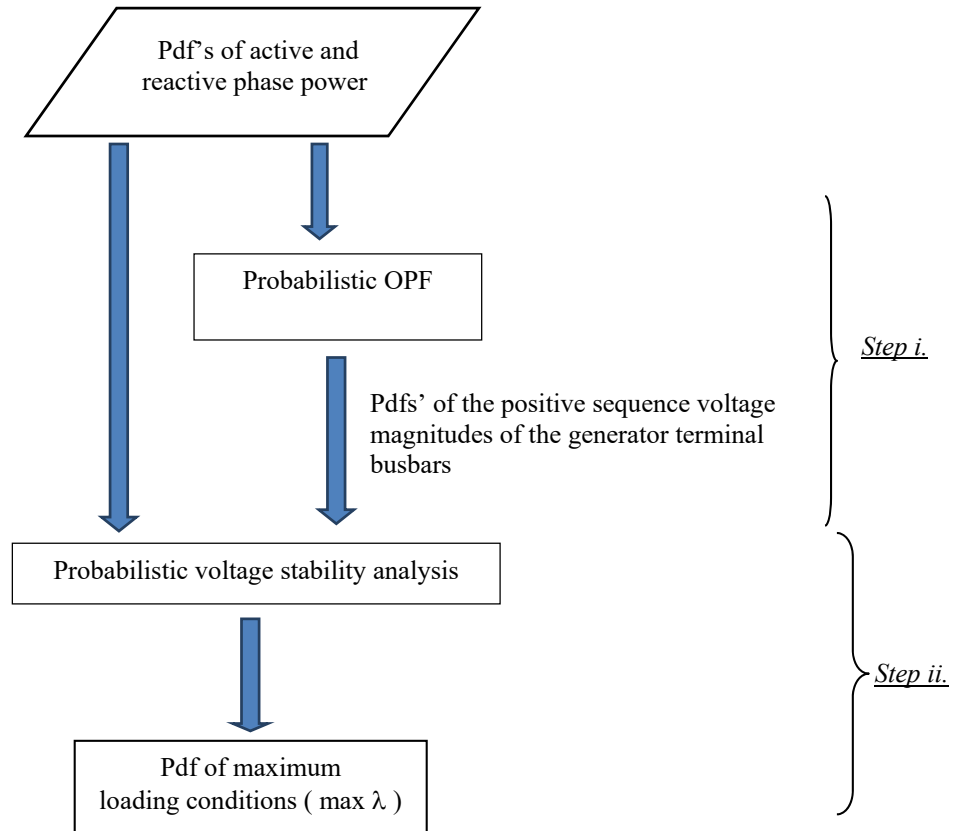 Pdf’s of active and
reactive phase power
Probabilistic OPF
Step i.
Pdfs’ of the positive sequence voltage
magnitudes of the generator terminal
busbars
Probabilistic voltage stability analysis
Step ii.
Pdf of maximum
loading conditions ( max λ )